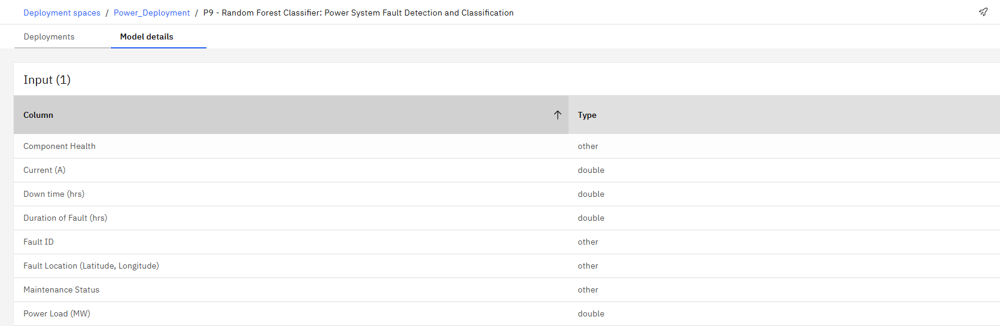 Deployment spaces / Power_Deployment / P9 - Random Forest Classifier: Power System Fault Detection and Classification
Deployments Model details
Input (1)
Column Type
Component Health other
Current (A) double
Down time (hrs) double
Duration of Fault (hrs) double
Fault ID other
Fault Location (Latitude, Longitude) other
Maintenance Status other
Power Load (MW) double